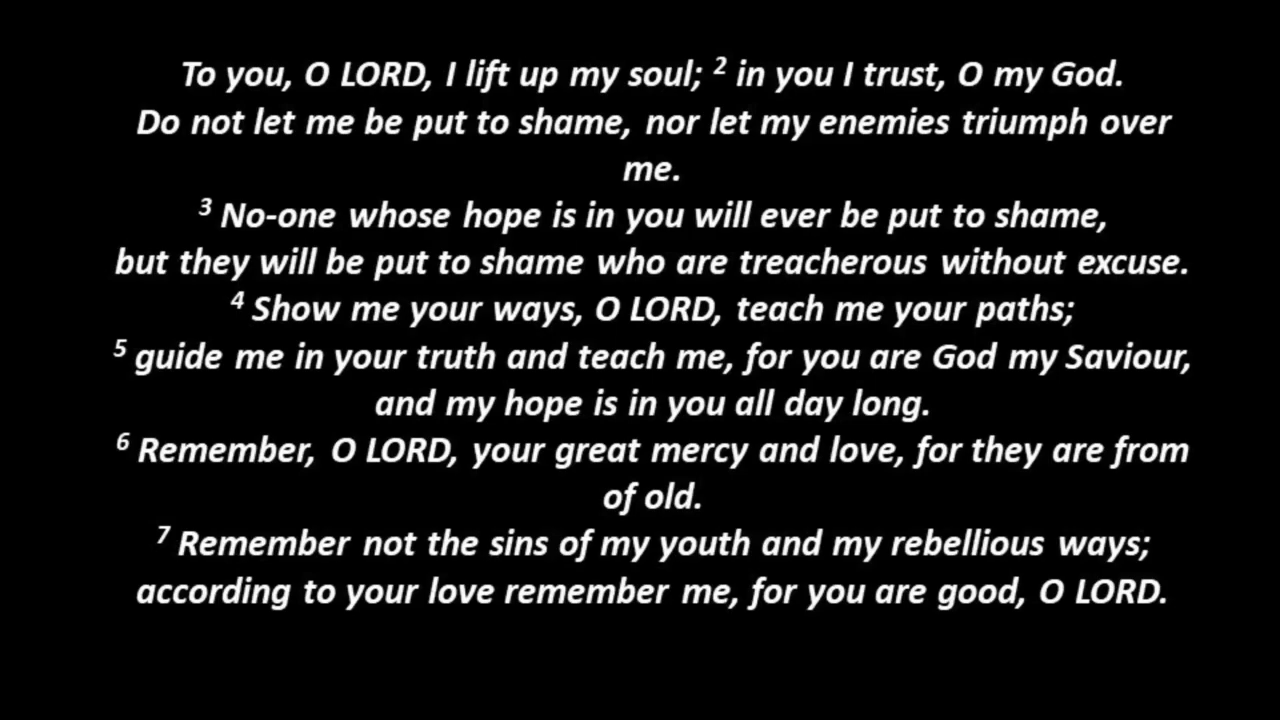 To you, O LORD, I lift up my soul; 2 in you I trust, O my God.
Do not let me be put to shame, nor let my enemies triumph over
me.
3 No-one whose hope is in you will ever be put to shame,
but they will be put to shame who are treacherous without excuse.
4 Show me your ways, O LORD, teach me your paths;
5 guide me in your truth and teach me, for you are God my Saviour,
and my hope is in you all day long.
6 Remember, O LORD, your great mercy and love, for they are from
of old.
7 Remember not the sins of my youth and my rebellious ways;
according to your love remember me, for you are good, O LORD.